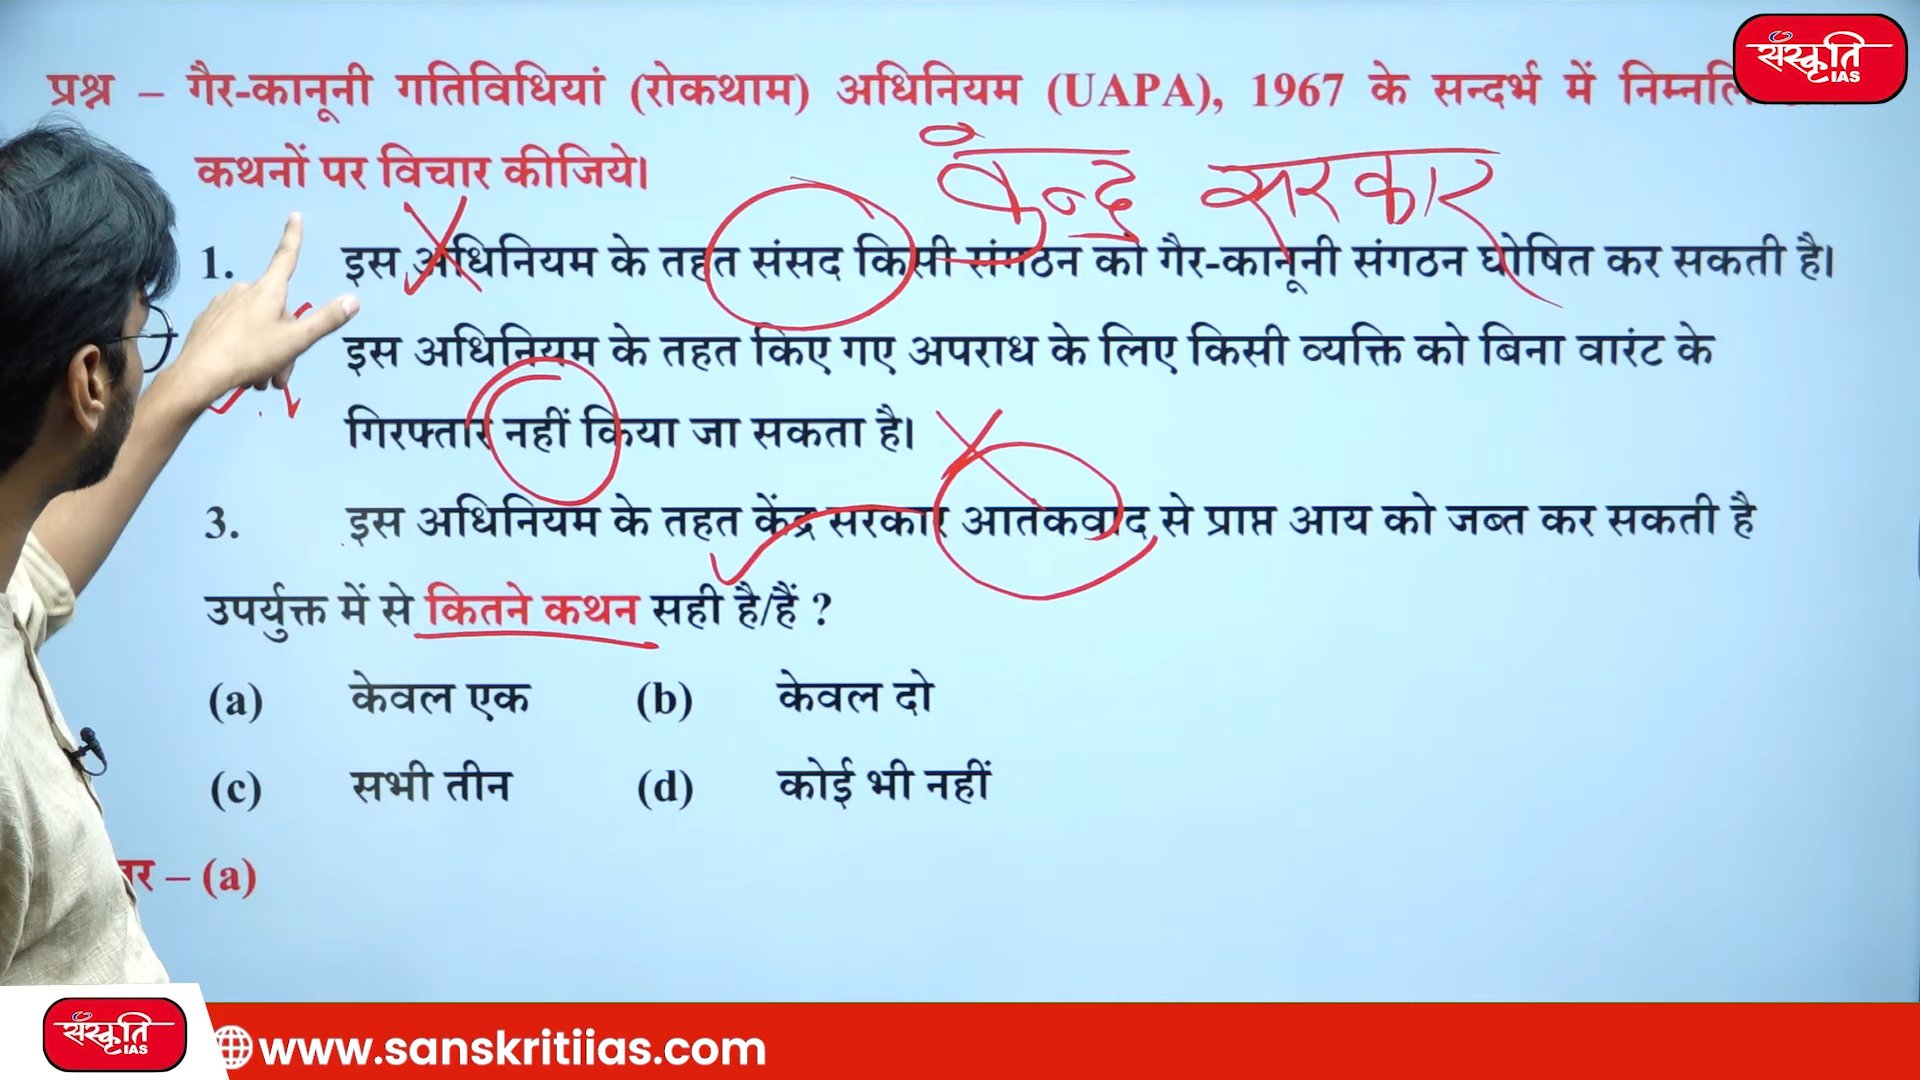 संस्कृति
IAS
प्रश्न – गैर-कानूनी गतिविधियां (रोकथाम) अधिनियम (UAPA), 1967 के सन्दर्भ में
कथनों पर विचार कीजिये।
केन्द्र सरकार
1. इस अधिनियम के तहत संसद किसी संगठन को गैर-कानूनी संगठन घोषित कर सकती है।
इस अधिनियम के तहत किए गए अपराध के लिए किसी व्यक्ति को बिना वारंट के
गिरफ्तार नहीं किया जा सकता है।
3. इस अधिनियम के तहत केंद्र सरकार आतंकवाद से प्राप्त आय को जब्त कर सकती है
उपर्युक्त में से कितने कथन सही है/हैं ?
(a) केवल एक (b) केवल दो
(c) सभी तीन (d) कोई भी नहीं
– (a)
संस्कृति
IAS
www.sanskritiias.com